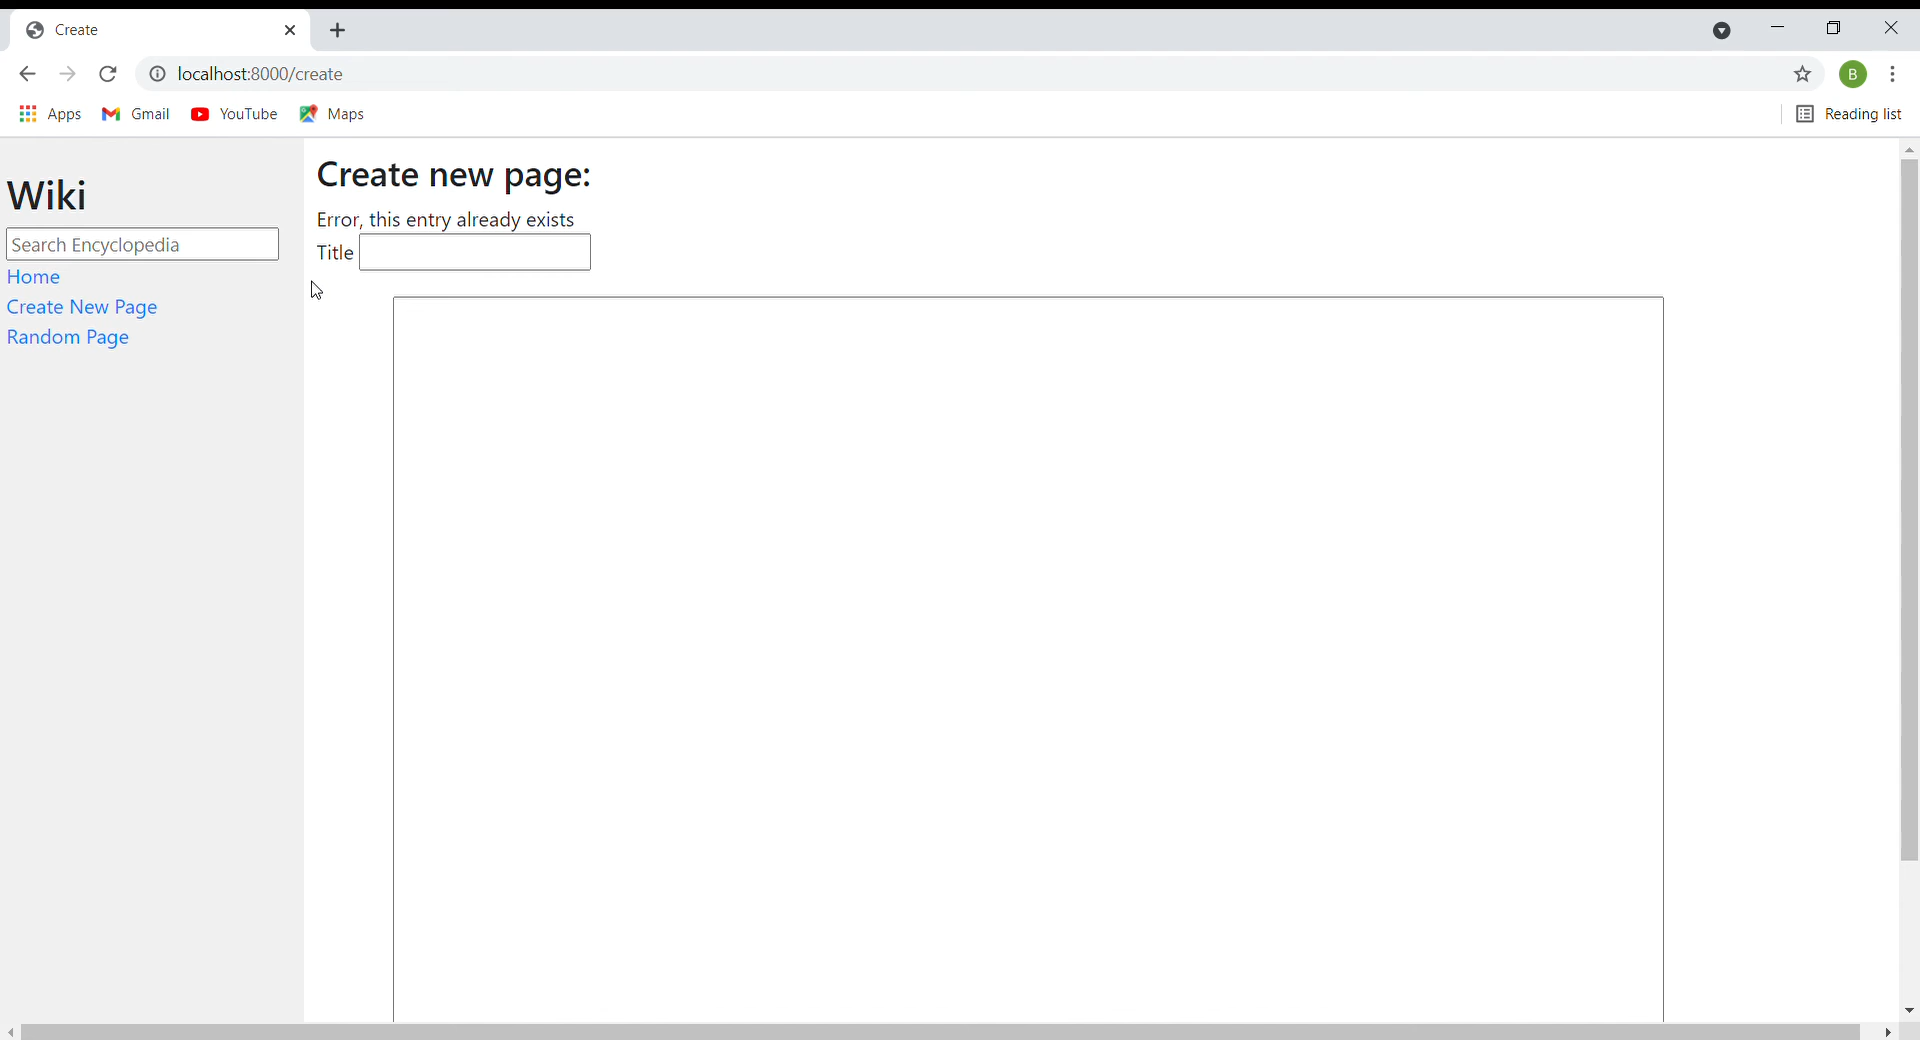 Create
localhost:8000/create
B
Apps
Gmail
YouTube
Maps
Reading list
Wiki
Search Encyclopedia
Home
Create New Page
Random Page
Create new page:
Error, this entry already exists
Title